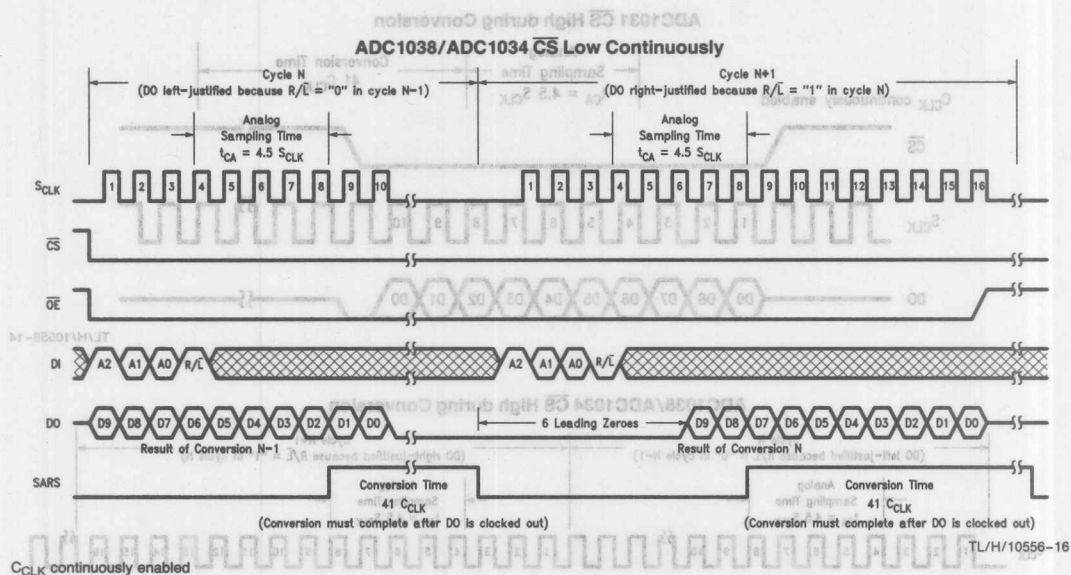 ADC1031 CS High during Conversion
ADC1038/ADC1034 CS Low Continuously
Cycle N
(DO left-justified because R/L = "0" in cycle N-1)
Cycle N+1
(DO right-justified because R/L = "1" in cycle N)
Analog
Sampling Time
tCA = 4.5 SCLK
Analog
Sampling Time
tCA = 4.5 SCLK
SCLK 1 2 3 4 5 6 7 8 9 10 1 2 3 4 5 6 7 8 9 10 11 12 13 14 15 16
CS
OE
DI A2 A1 A0 R/L A2 A1 A0 R/L
DO D9 D8 D7 D6 D5 D4 D3 D2 D1 D0 6 Leading Zeroes D9 D8 D7 D6 D5 D4 D3 D2 D1 D0
Result of Conversion N-1 Result of Conversion N
SARS
Conversion Time
41 CCLK
(Conversion must complete after DO is clocked out)
Conversion Time
41 CCLK
(Conversion must complete after DO is clocked out)
TL/H/10556-16
CCLK continuously enabled